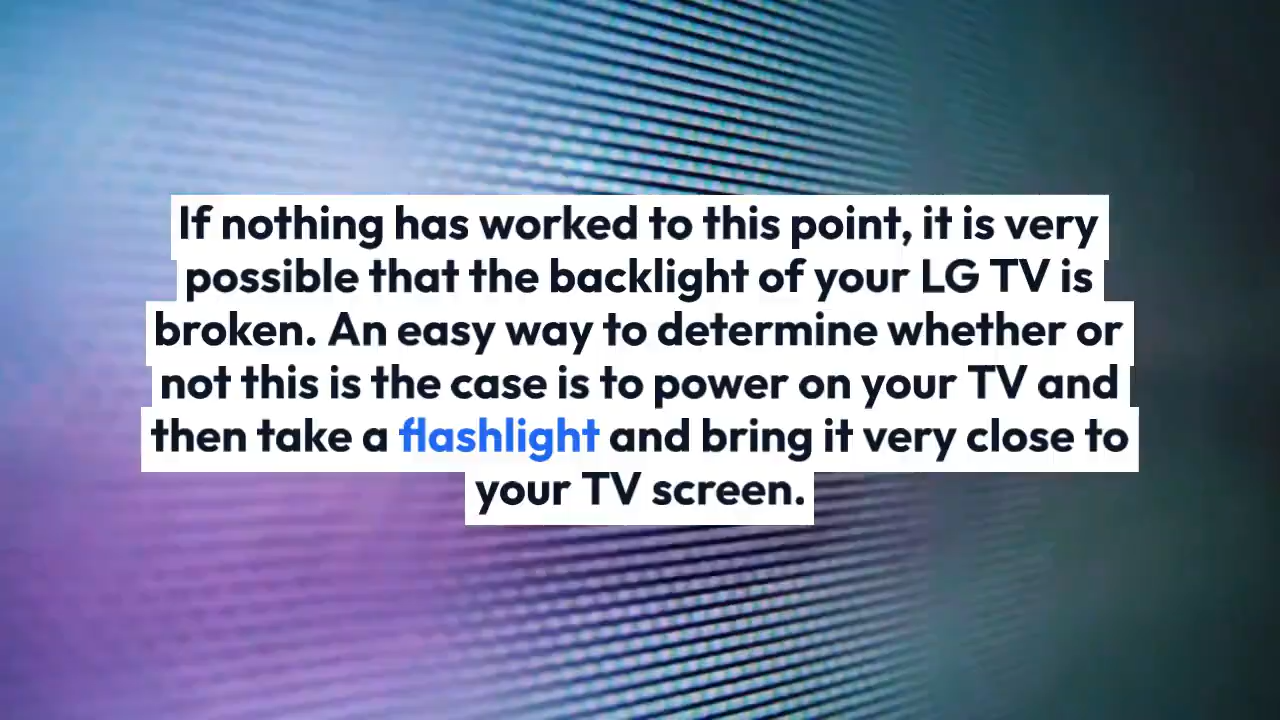 If nothing has worked to this point, it is very
possible that the backlight of your LG TV is
broken. An easy way to determine whether or
not this is the case is to power on your TV and
then take a flashlight and bring it very close to
your TV screen.